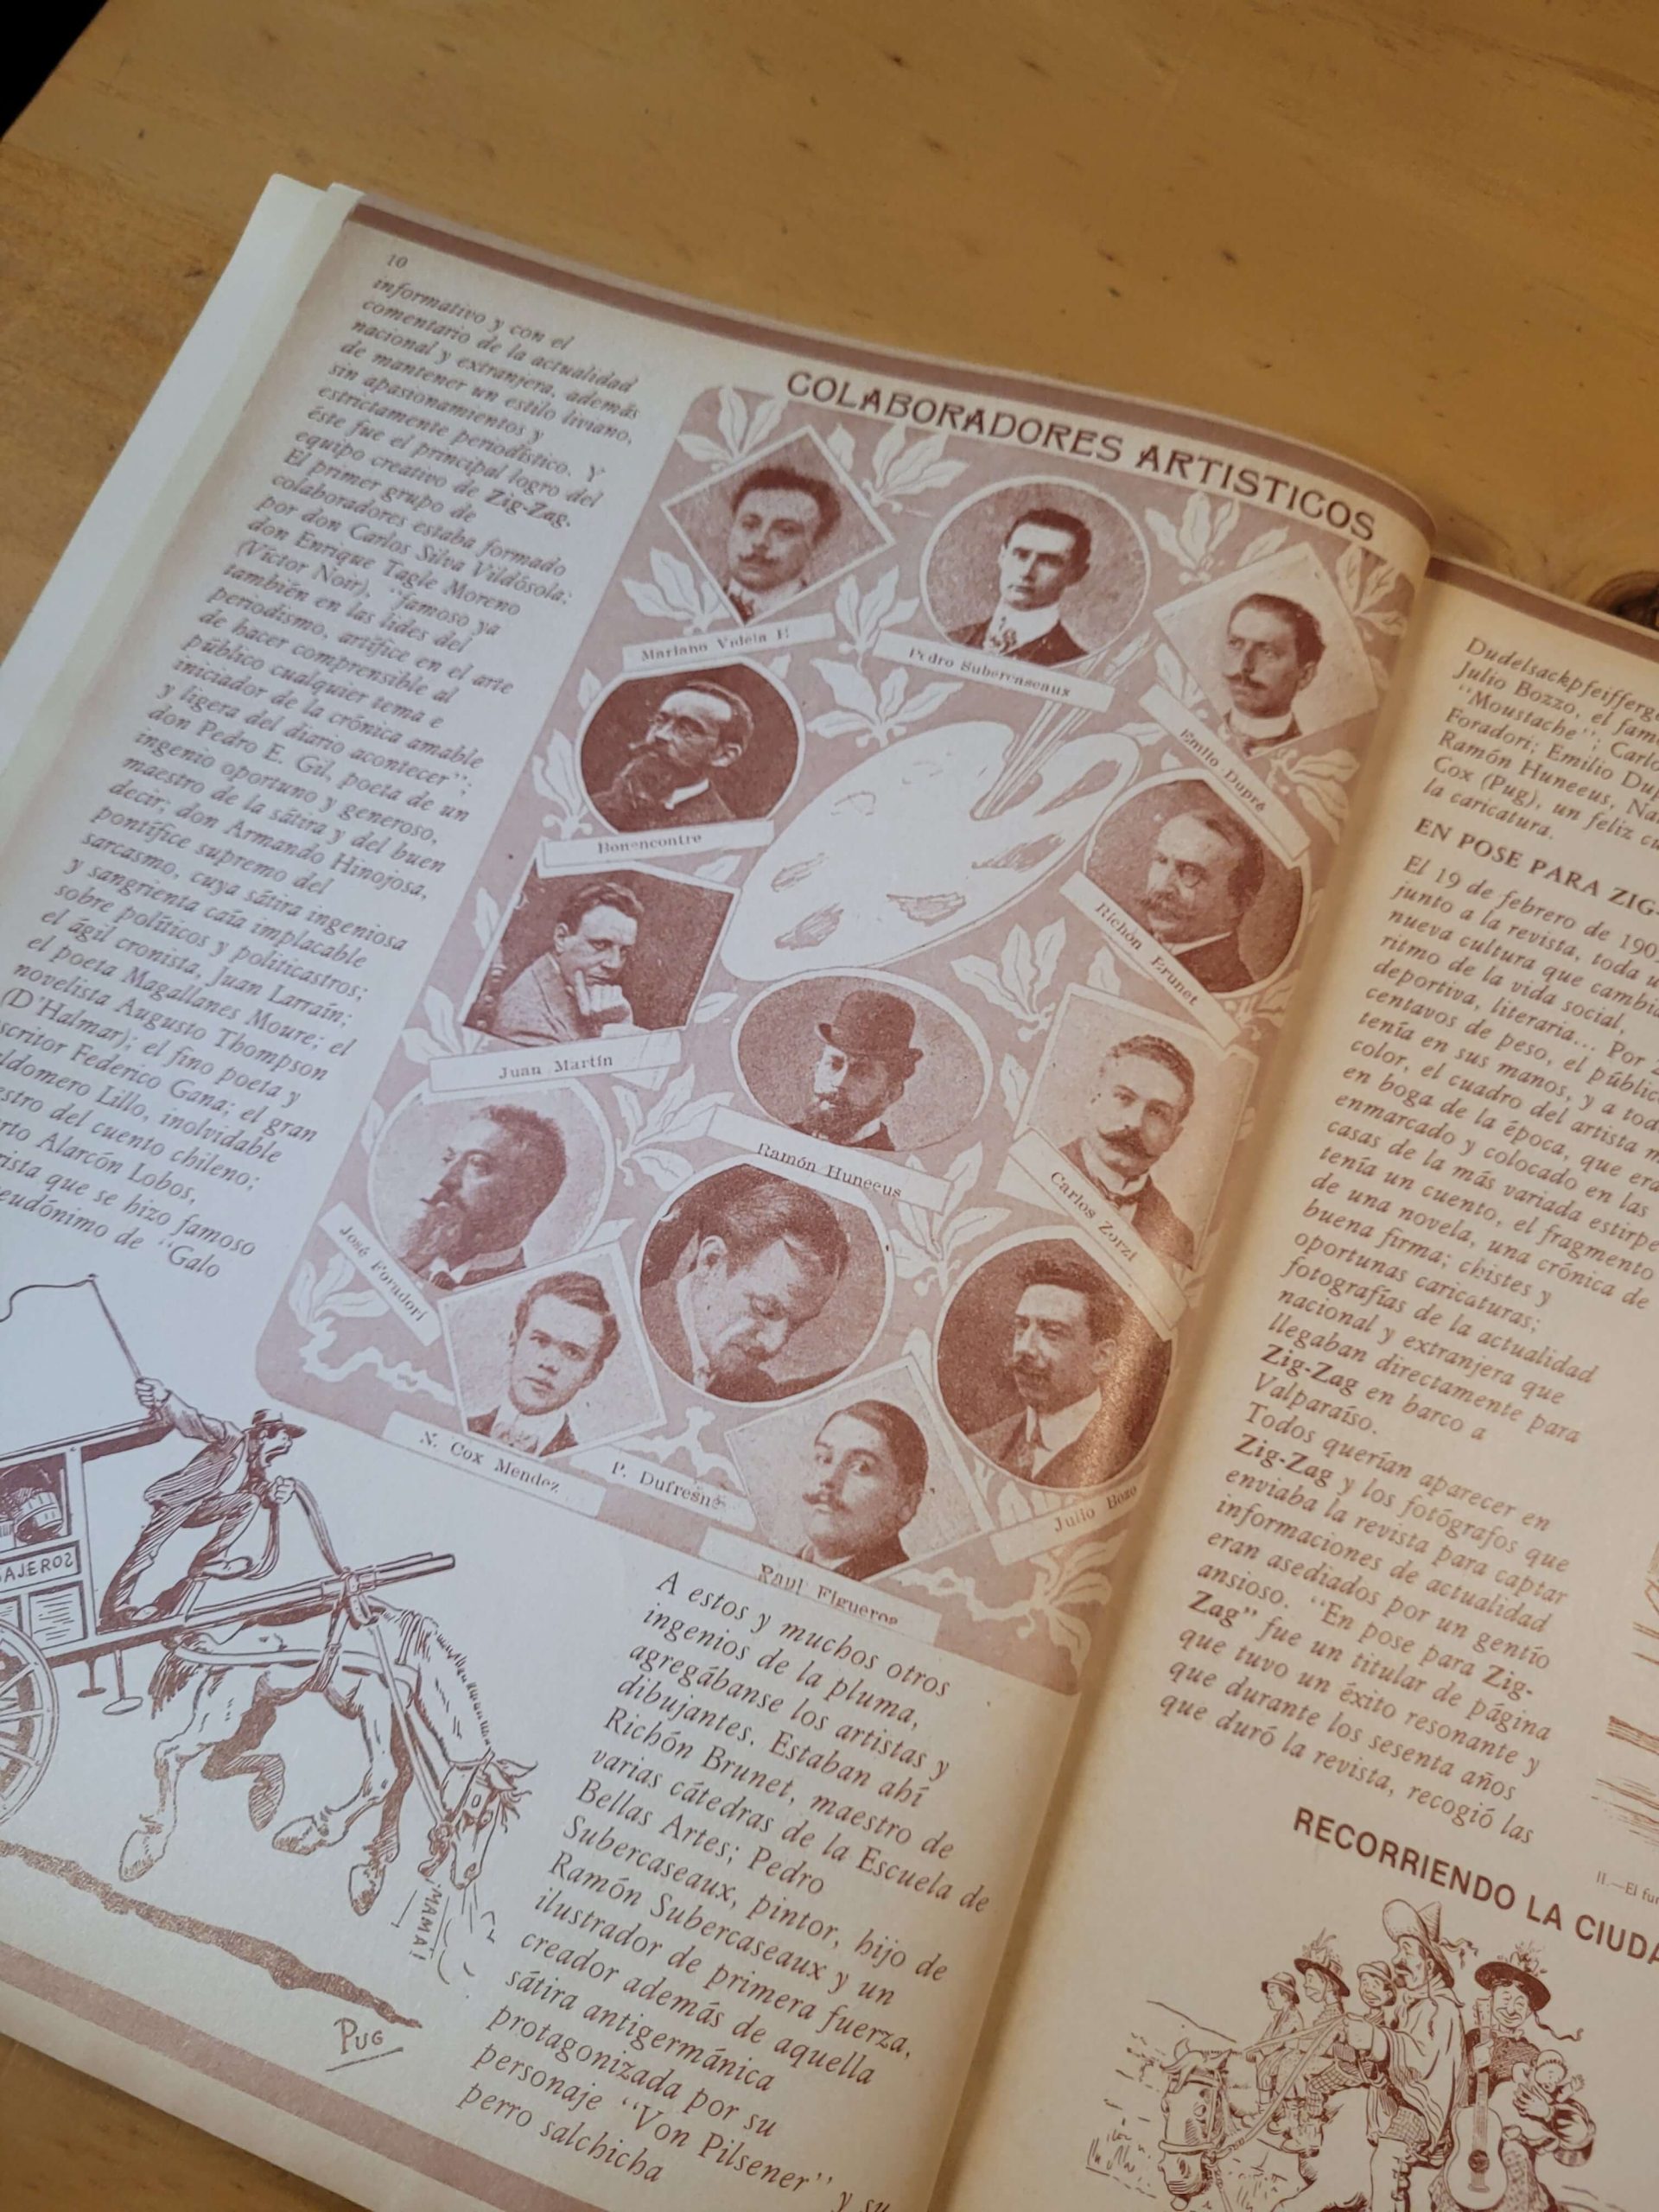 10
informativo y con el
comentario de la actualidad
nacional y extranjera, además
de mantener un estilo liviano,
sin apasionamientos y
estrictamente periodístico. Y
éste fue el principal logro del
equipo creativo de Zig-Zag.
El primer grupo de
colaboradores estaba formado
por don Carlos Silva Vildósola;
don Enrique Tagle Moreno
(Víctor Noir), "famoso ya
también en las lides del
periodismo, artífice en el arte
de hacer comprensible al
público cualquier tema e
iniciador de la crónica amable
y ligera del diario acontecer";
don Pedro E. Gil, poeta de un
ingenio oportuno y generoso,
maestro de la sátira y del buen
decir; don Armando Hinojosa,
pontífice supremo del
sarcasmo, cuya sátira ingeniosa
y sangrienta caía implacable
sobre políticos y politicastros;
el ágil cronista, Juan Larraín;
el poeta Magallanes Moure; el
novelista Augusto Thompson
(D'Halmar); el fino poeta y
scritor Federico Gana; el gran
ldomero Lillo, inolvidable
estro del cuento chileno;
rto Alarcón Lobos,
ista que se hizo famoso
eudónimo de "Galo
COLABORADORES ARTISTICOS
Mariano Videla
Pedro Subercaseaux
Emilio Dupré
Bonencontre
Richón Brunet
Juan Martín
Ramón Huneeus
Carlos Zorzi
José Foradori
N. Cox Mendez
P. Dufresne
Julio Bozo
Raul Figueroa
AJEROS
¡MAMA!
PUG
A estos y muchos otros
ingenios de la pluma,
agregábanse los artistas y
dibujantes. Estaban ahí
Richón Brunet, maestro de
varias cátedras de la Escuela de
Bellas Artes; Pedro
Subercaseaux, pintor, hijo de
Ramón Subercaseaux y un
ilustrador de primera fuerza,
creador además de aquella
sátira antigermánica
protagonizada por su
personaje "Von Pilsener" y su
perro salchicha
Dudelsackpfeifferg
Julio Bozzo, el fam
"Moustache"; Carlo
Foradori; Emilio Dup
Ramón Huneeus, Na
Cox (Pug), un feliz cu
la caricatura.
EN POSE PARA ZIG-
El 19 de febrero de 190
junto a la revista, toda u
nueva cultura que cambia
ritmo de la vida social,
deportiva, literaria... Por
centavos de peso, el públic
tenía en sus manos, y a tod
color, el cuadro del artista m
en boga de la época, que era
enmarcado y colocado en las
casas de la más variada estirpe
tenía un cuento, el fragmento
de una novela, una crónica de
buena firma; chistes y
oportunas caricaturas;
fotografías de la actualidad
nacional y extranjera que
llegaban directamente para
Zig-Zag en barco a
Valparaíso.
Todos querían aparecer en
Zig-Zag y los fotógrafos que
enviaba la revista para captar
informaciones de actualidad
eran asediados por un gentío
ansioso. "En pose para Zig-
Zag" fue un titular de página
que tuvo un éxito resonante y
que durante los sesenta años
que duró la revista, recogió las
II.—El fu
RECORRIENDO LA CIUDA